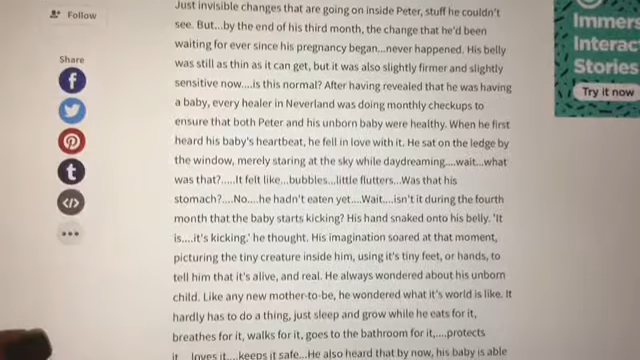 Follow
Share
Just invisible changes that are going on inside Peter, stuff he couldn't
see. But...by the end of his third month, the change that he'd been
waiting for ever since his pregnancy began...never happened. His belly
was still as thin as it can get, but it was also slightly firmer and slightly
sensitive now....is this normal? After having revealed that he was having
a baby, every healer in Neverland was doing monthly checkups to
ensure that both Peter and his unborn baby were healthy. When he first
heard his baby's heartbeat, he fell in love with it. He sat on the ledge by
the window, merely staring at the sky while daydreaming....wait...what
was that?.....It felt like...bubbles...little flutters...Was that his
stomach?....No....he hadn't eaten yet....Wait....isn't it during the fourth
month that the baby starts kicking? His hand snaked onto his belly. 'It
is....it's kicking.' he thought. His imagination soared at that moment,
picturing the tiny creature inside him, using it's tiny feet, or hands, to
tell him that it's alive, and real. He always wondered about his unborn
child. Like any new mother-to-be, he wondered what it's world is like. It
hardly has to do a thing, just sleep and grow while he eats for it,
breathes for it, walks for it, goes to the bathroom for it,....protects
it....loves it....keeps it safe...He also heard that by now, his baby is able
Immers
Interac
Stories
Try it now